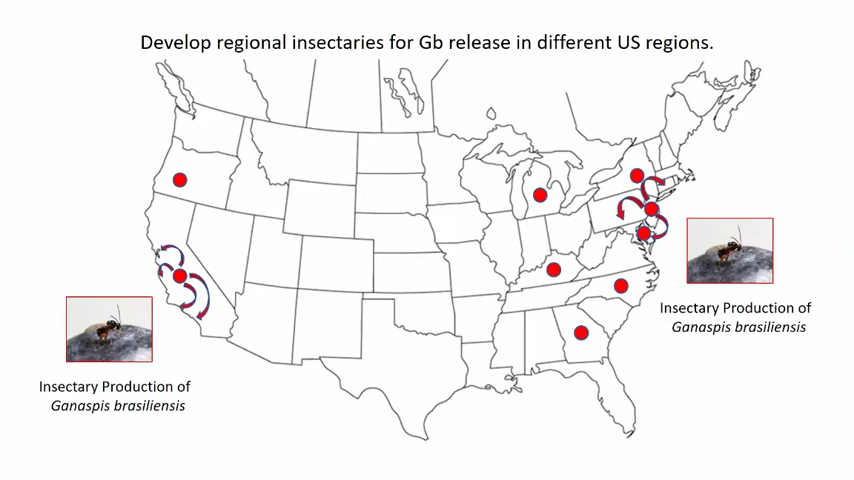 Develop regional insectaries for Gb release in different US regions.
Insectary Production of
Ganaspis brasiliensis
Insectary Production of
Ganaspis brasiliensis